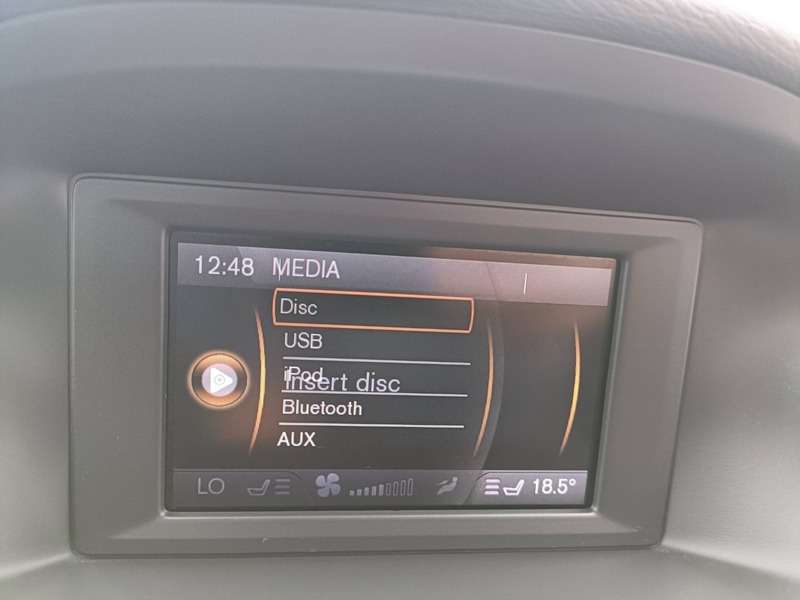 12:48 MEDIA
Disc
USB
iPod
Insert disc
Bluetooth
AUX
LO 18.5°